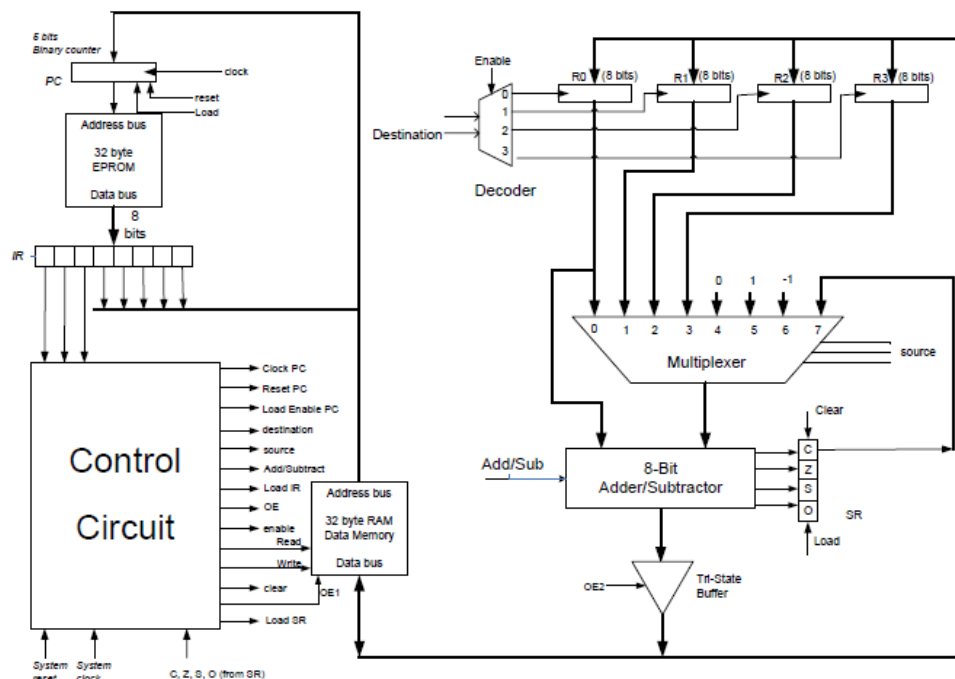 6 bits
Binary counter
PC
clock
reset
Load
Address bus
32 byte
EPROM
Data bus
8
bits
IR
Control
Circuit
Clock PC
Reset PC
Load Enable PC
destination
source
Add/Subtract
Load IR
OE
enable
Read
Write
clear
OE1
Load SR
Address bus
32 byte RAM
Data Memory
Data bus
System
reset
System
clock
C, Z, S, O (from SR)
Enable
Destination
0
1
2
3
Decoder
R0 (8 bits)
R1 (8 bits)
R2 (8 bits)
R3 (8 bits)
0 1 -1
0 1 2 3 4 5 6 7
Multiplexer
source
Clear
Add/Sub
8-Bit
Adder/Subtractor
C
Z
S
O
SR
Load
OE2
Tri-State
Buffer